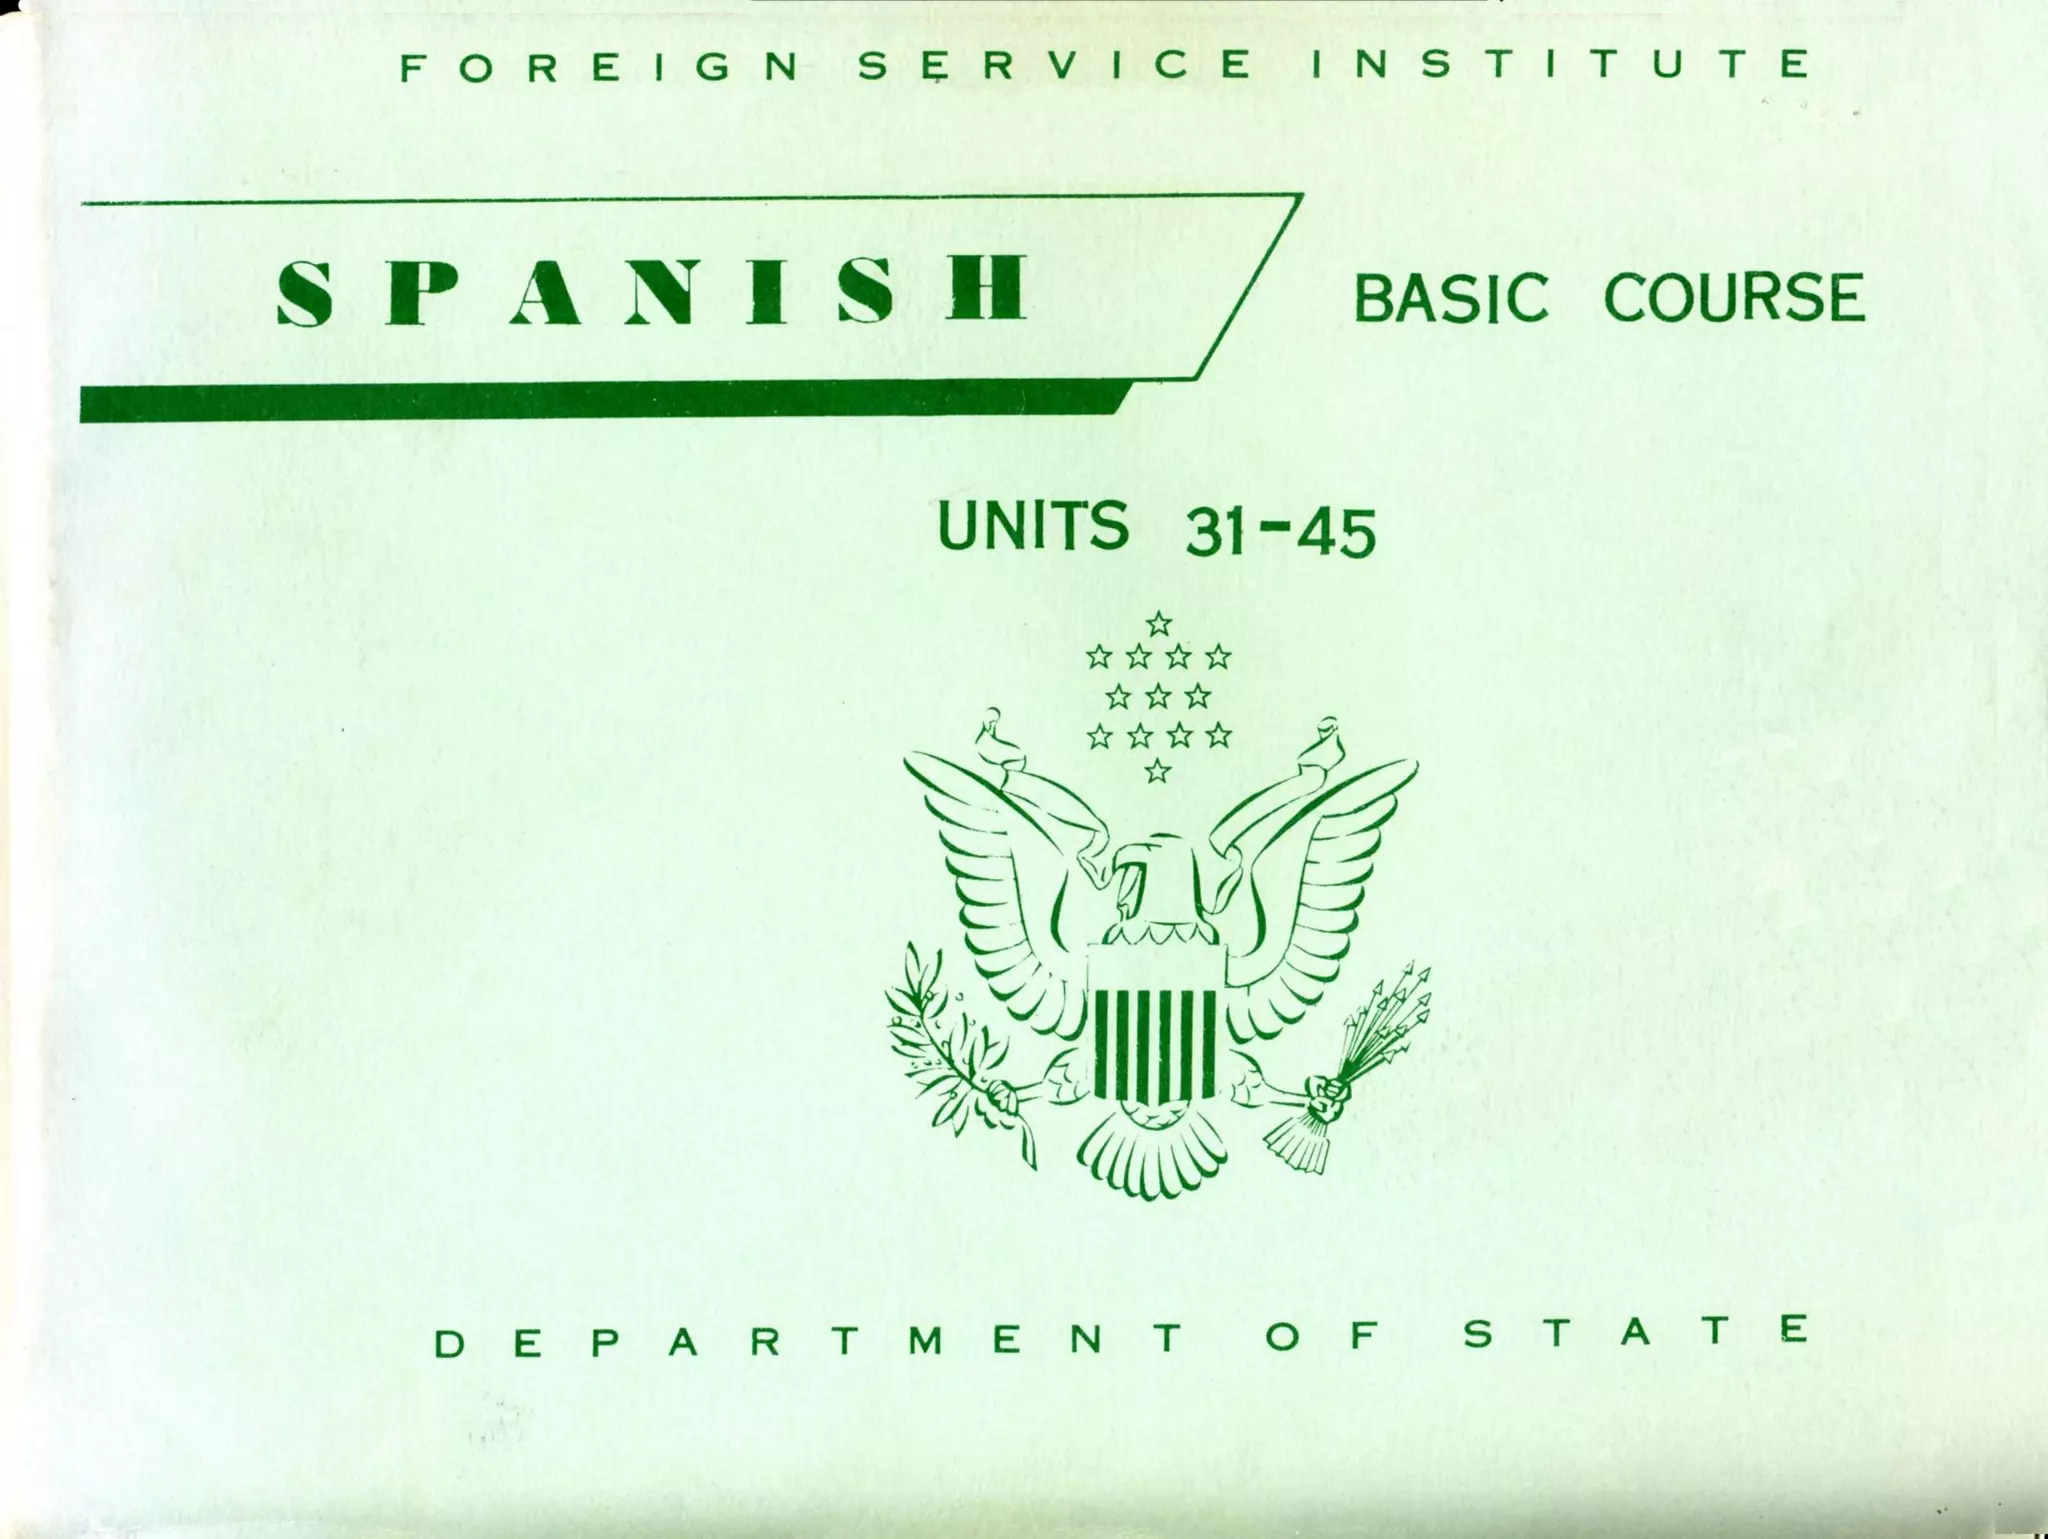 FOREIGN SERVICE INSTITUTE
SPANISH
BASIC COURSE
UNITS 31-45
DEPARTMENT OF STATE